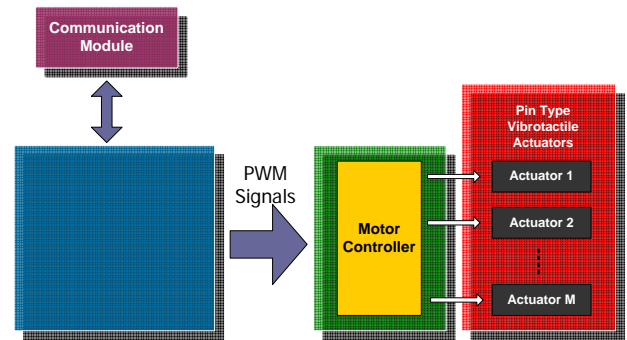 Communication
Module
PWM
Signals
Motor
Controller
Pin Type
Vibrotactile
Actuators
Actuator 1
Actuator 2
Actuator M